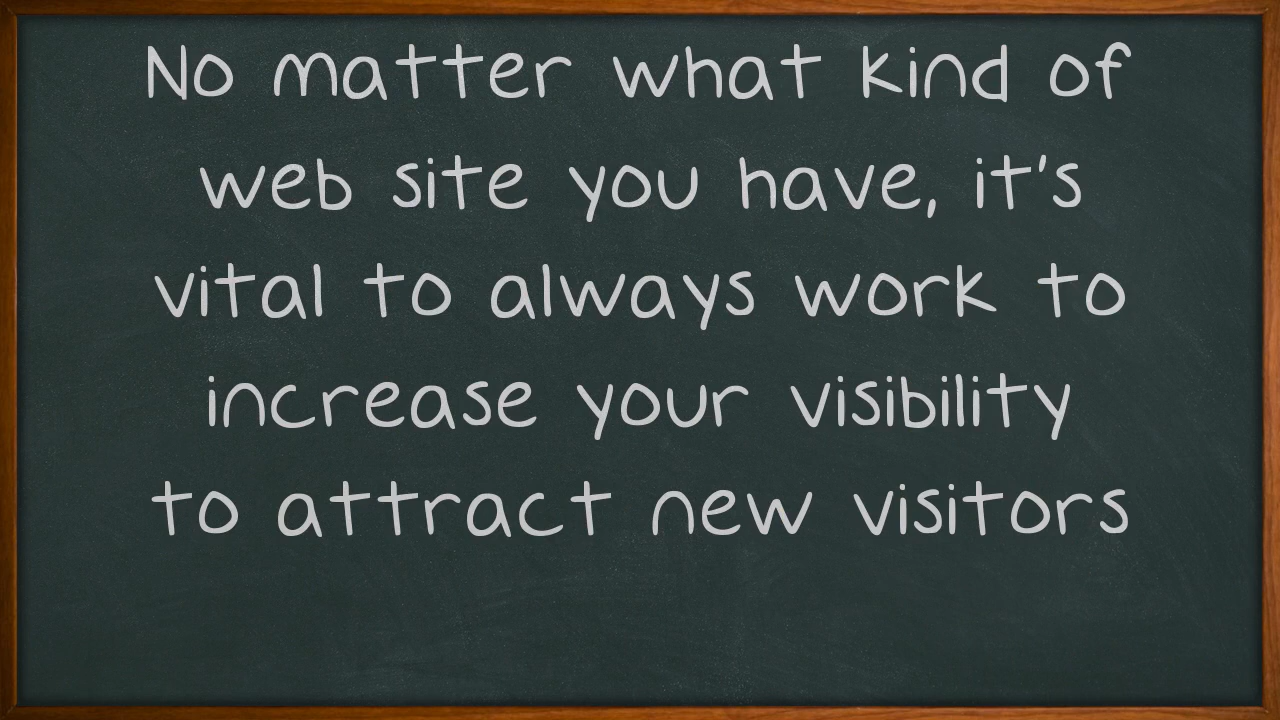 No matter what kind of
web site you have, it's
vital to always work to
increase your visibility
to attract new visitors